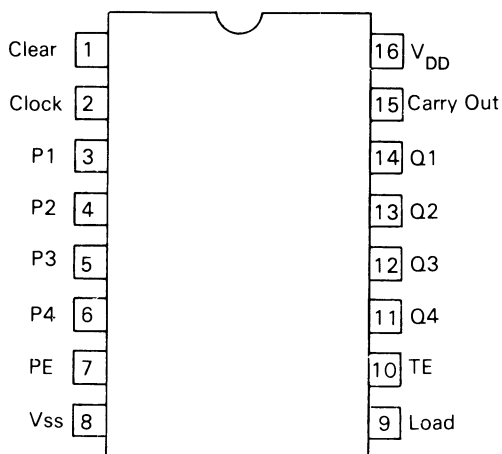 Clear 1 16 VDD
Clock 2 15 Carry Out
P1 3 14 Q1
P2 4 13 Q2
P3 5 12 Q3
P4 6 11 Q4
PE 7 10 TE
Vss 8 9 Load